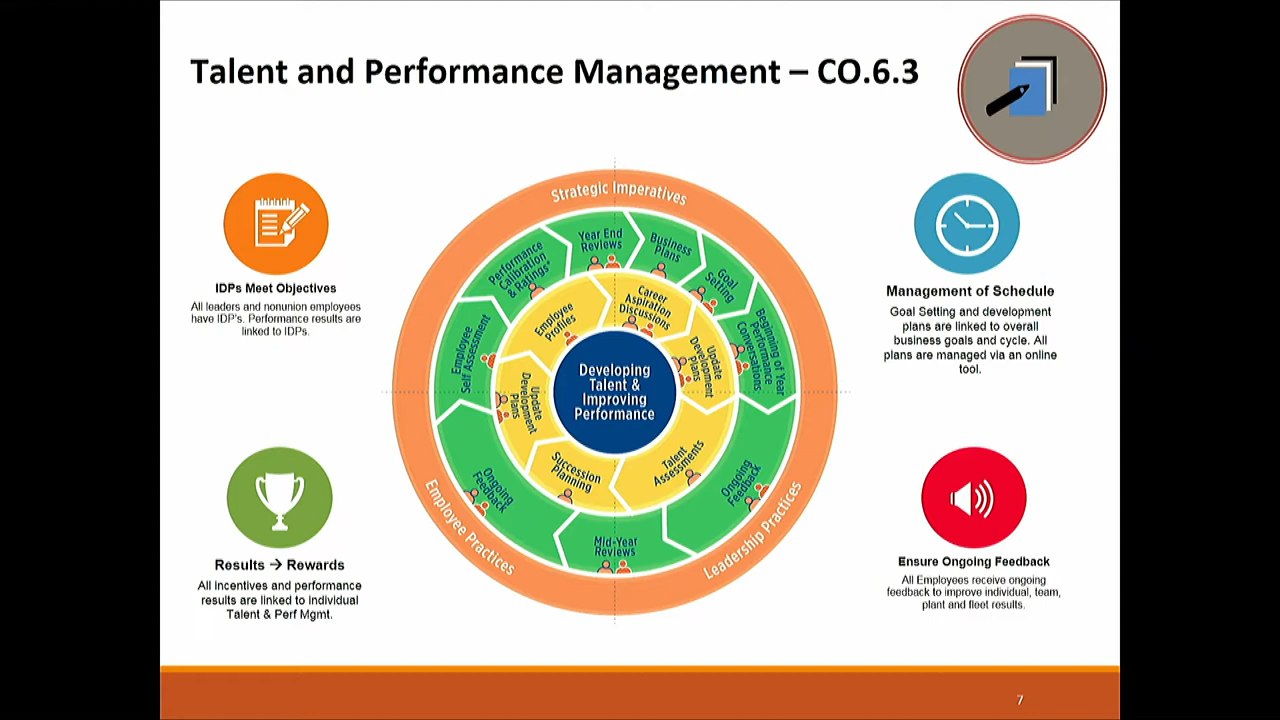 Talent and Performance Management – CO.6.3
IDPs Meet Objectives
All leaders and nonunion employees
have IDP's. Performance results are
linked to IDPs.
Results → Rewards
All incentives and performance
results are linked to individual
Talent & Perf Mgmt.
Strategic Imperatives
Employee Practices
Leadership Practices
Year End
Reviews
Business
Plans
Goal
Setting
Beginning of Year
Performance
Conversations
Ongoing
Feedback
Mid-Year
Reviews
Ongoing
Feedback
Employee
Self Assessment
Performance
Calibration
& Ratings*
Career
Aspiration
Discussions
Update
Development
Plans
Talent
Assessments
Succession
Planning
Update
Development
Plans
Employee
Profiles
Developing
Talent &
Improving
Performance
Management of Schedule
Goal Setting and development
plans are linked to overall
business goals and cycle. All
plans are managed via an online
tool.
Ensure Ongoing Feedback
All Employees receive ongoing
feedback to improve individual, team,
plant and fleet results.
7